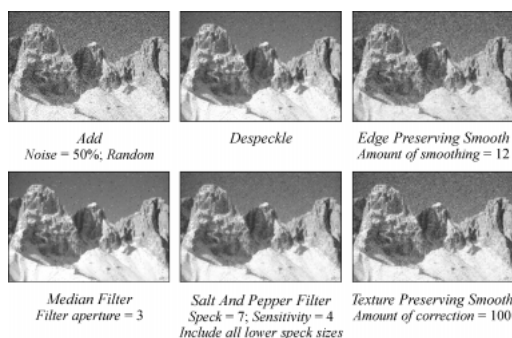 Add
Noise = 50%; Random
Despeckle
Edge Preserving Smooth
Amount of smoothing = 12
Median Filter
Filter aperture = 3
Salt And Pepper Filter
Speck = 7; Sensitivity = 4
Include all lower speck sizes
Texture Preserving Smooth
Amount of correction = 100